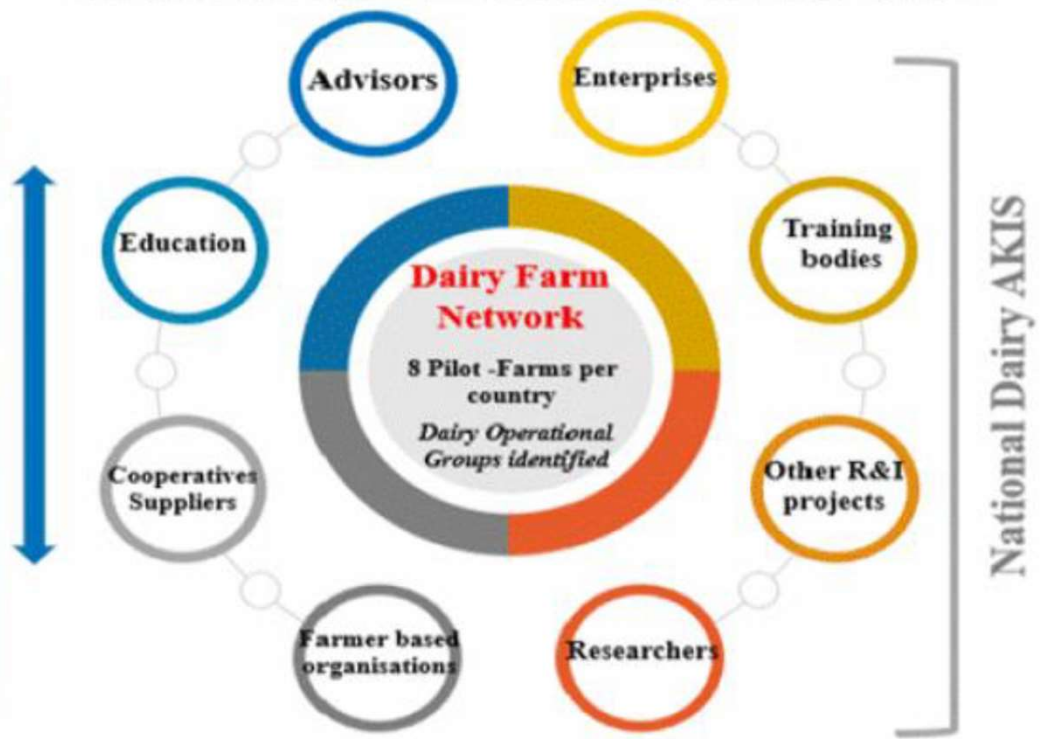 Advisors
Enterprises
Education
Training
bodies
Dairy Farm
Network
8 Pilot -Farms per
country
Dairy Operational
Groups identified
Cooperatives
Suppliers
Other R&I
projects
Farmer based
organisations
Researchers
National Dairy AKIS